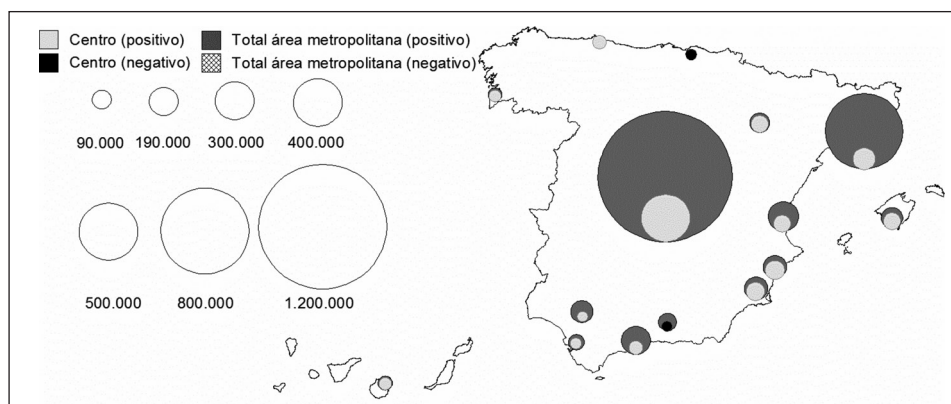 Centro (positivo) Total área metropolitana (positivo)
Centro (negativo) Total área metropolitana (negativo)
90.000 190.000 300.000 400.000
500.000 800.000 1.200.000